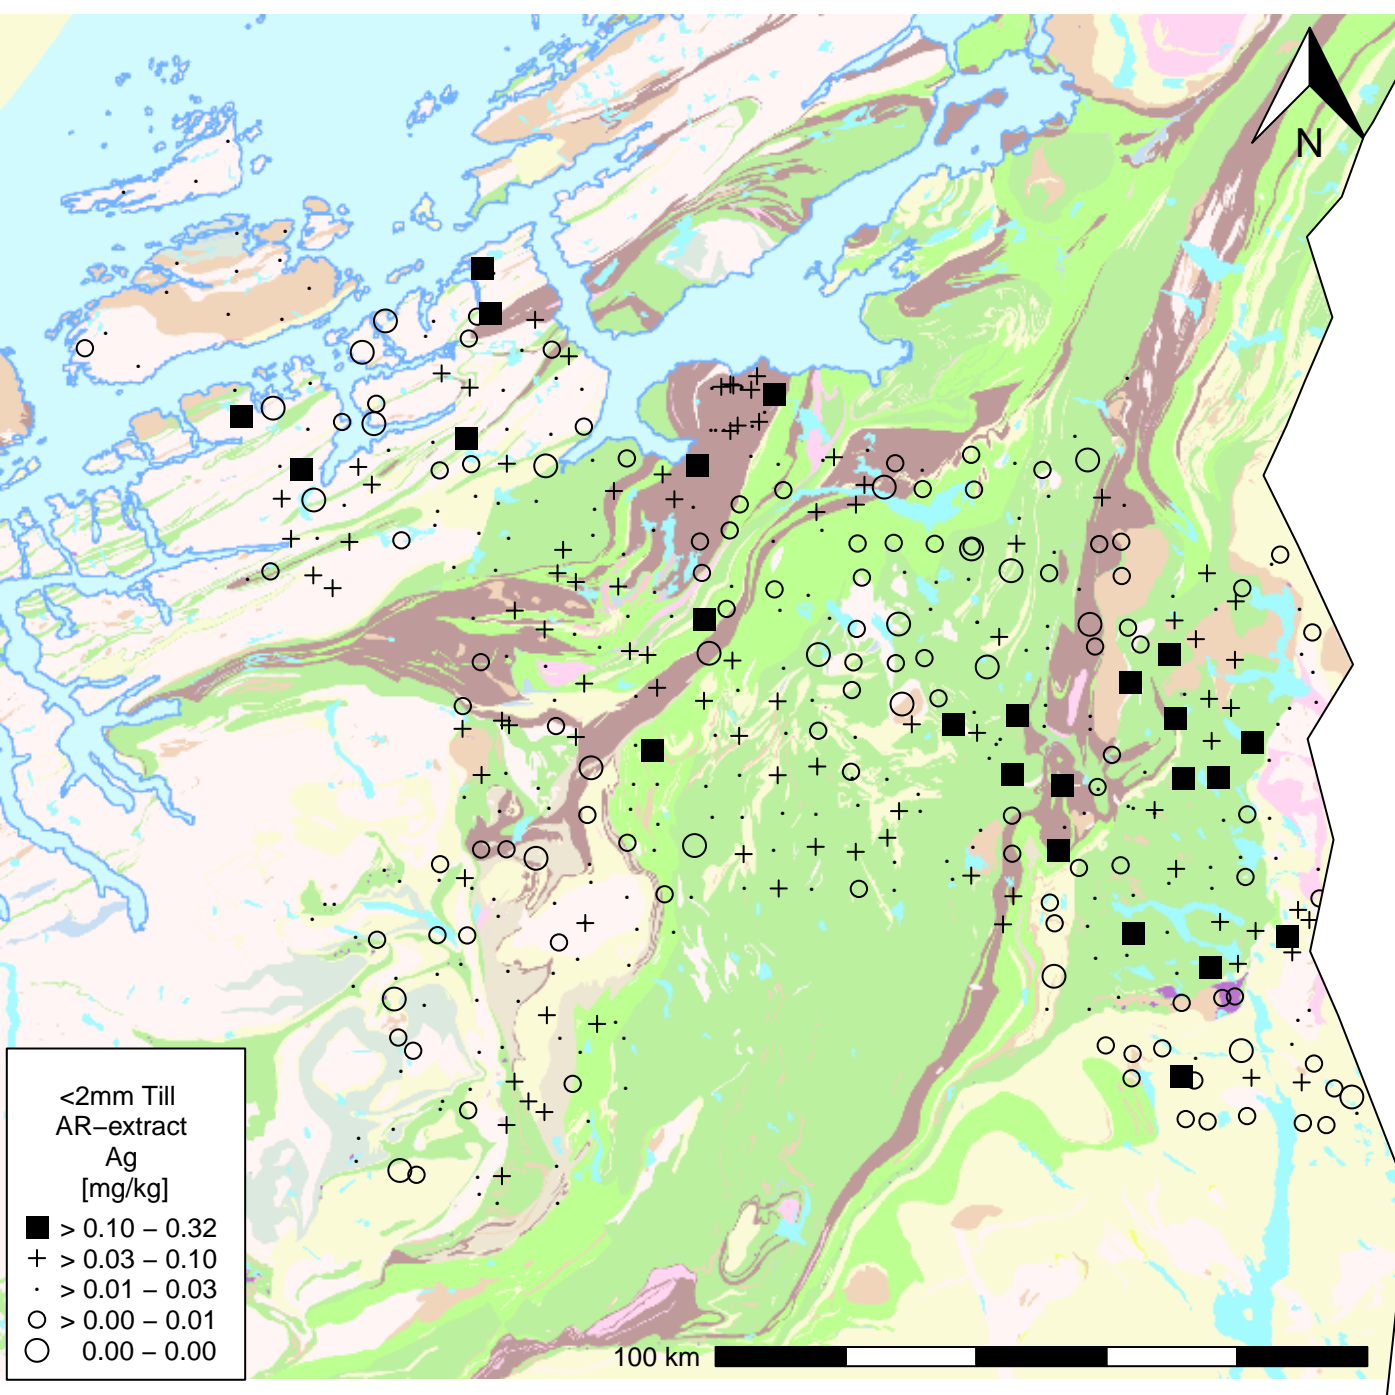 N
<2mm Till
AR−extract
Ag
[mg/kg]
> 0.10 − 0.32
> 0.03 − 0.10
> 0.01 − 0.03
> 0.00 − 0.01
0.00 − 0.00
100 km